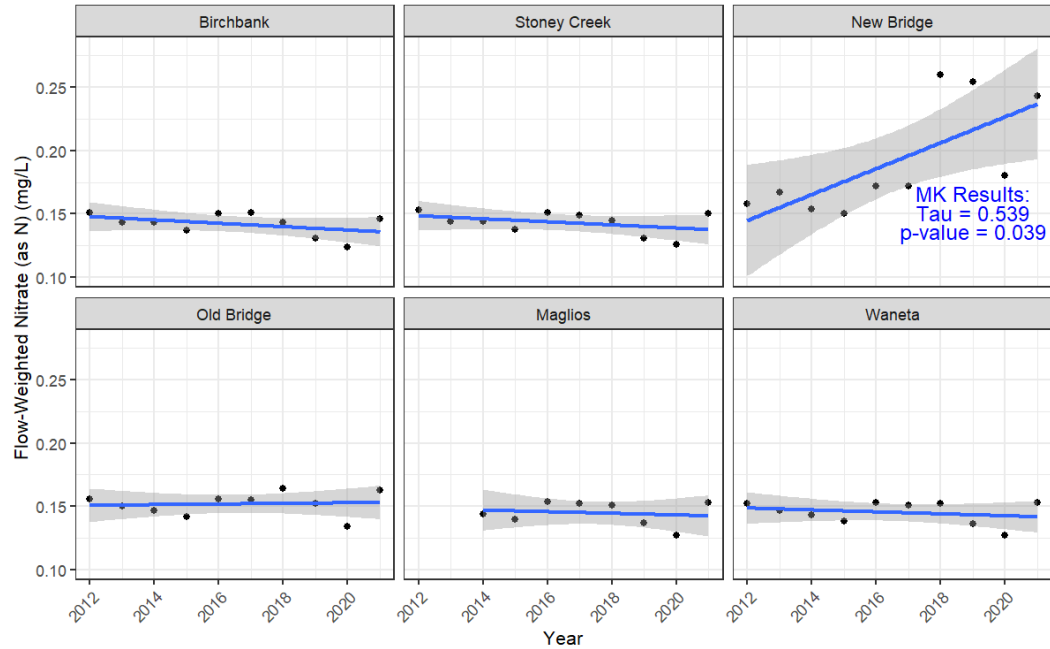 Birchbank
Stoney Creek
New Bridge
0.25
0.20
0.15
0.10
MK Results:
Tau = 0.539
p-value = 0.039
Old Bridge
Maglios
Waneta
0.25
0.20
0.15
0.10
Flow-Weighted Nitrate (as N) (mg/L)
2012 2014 2016 2018 2020
2012 2014 2016 2018 2020
2012 2014 2016 2018 2020
Year